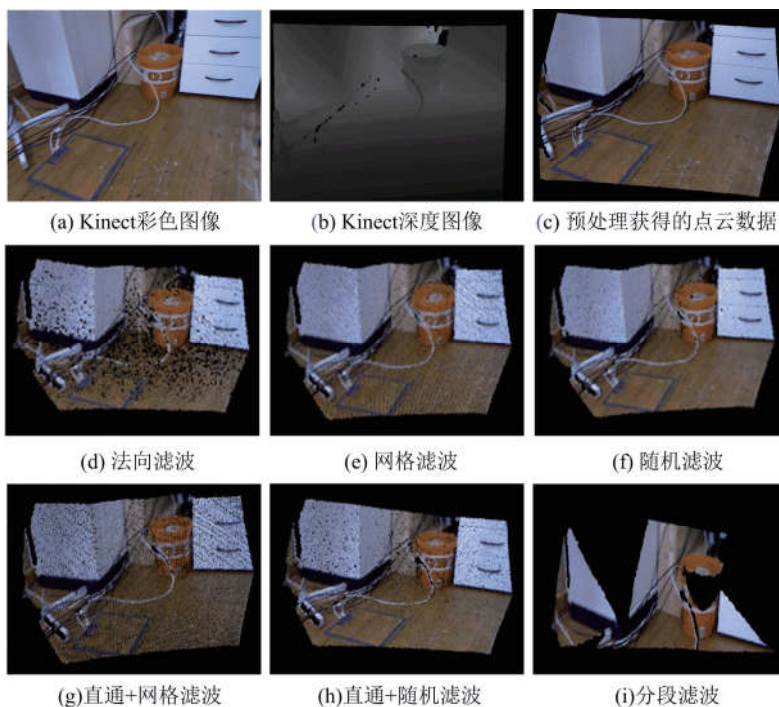 (a) Kinect彩色图像
(b) Kinect深度图像
(c) 预处理获得的点云数据
(d) 法向滤波
(e) 网格滤波
(f) 随机滤波
(g)直通+网格滤波
(h)直通+随机滤波
(i)分段滤波